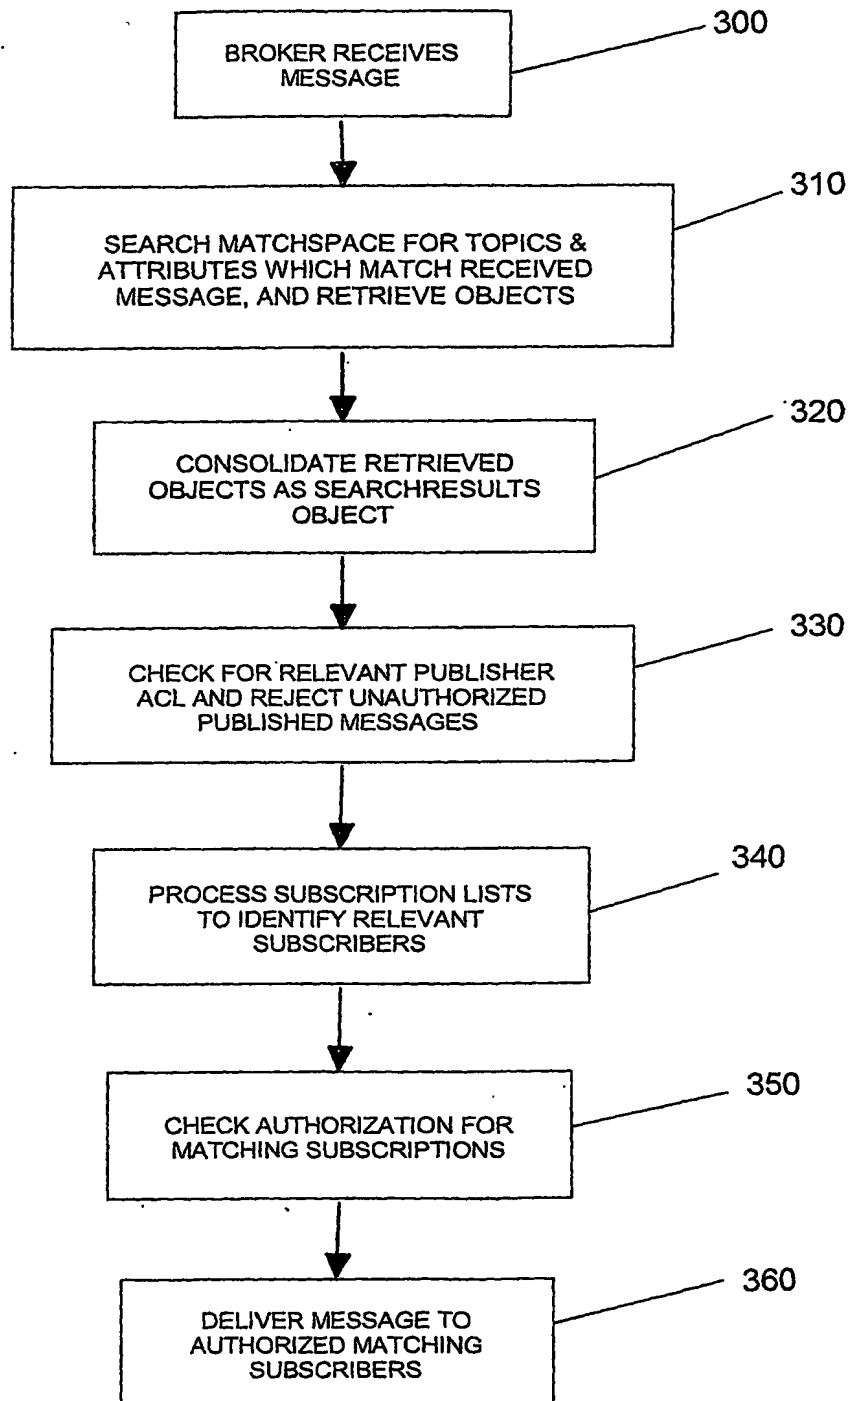 300
BROKER RECEIVES
MESSAGE
310
SEARCH MATCHSPACE FOR TOPICS &
ATTRIBUTES WHICH MATCH RECEIVED
MESSAGE, AND RETRIEVE OBJECTS
320
CONSOLIDATE RETRIEVED
OBJECTS AS SEARCHRESULTS
OBJECT
330
CHECK FOR RELEVANT PUBLISHER
ACL AND REJECT UNAUTHORIZED
PUBLISHED MESSAGES
340
PROCESS SUBSCRIPTION LISTS
TO IDENTIFY RELEVANT
SUBSCRIBERS
350
CHECK AUTHORIZATION FOR
MATCHING SUBSCRIPTIONS
360
DELIVER MESSAGE TO
AUTHORIZED MATCHING
SUBSCRIBERS